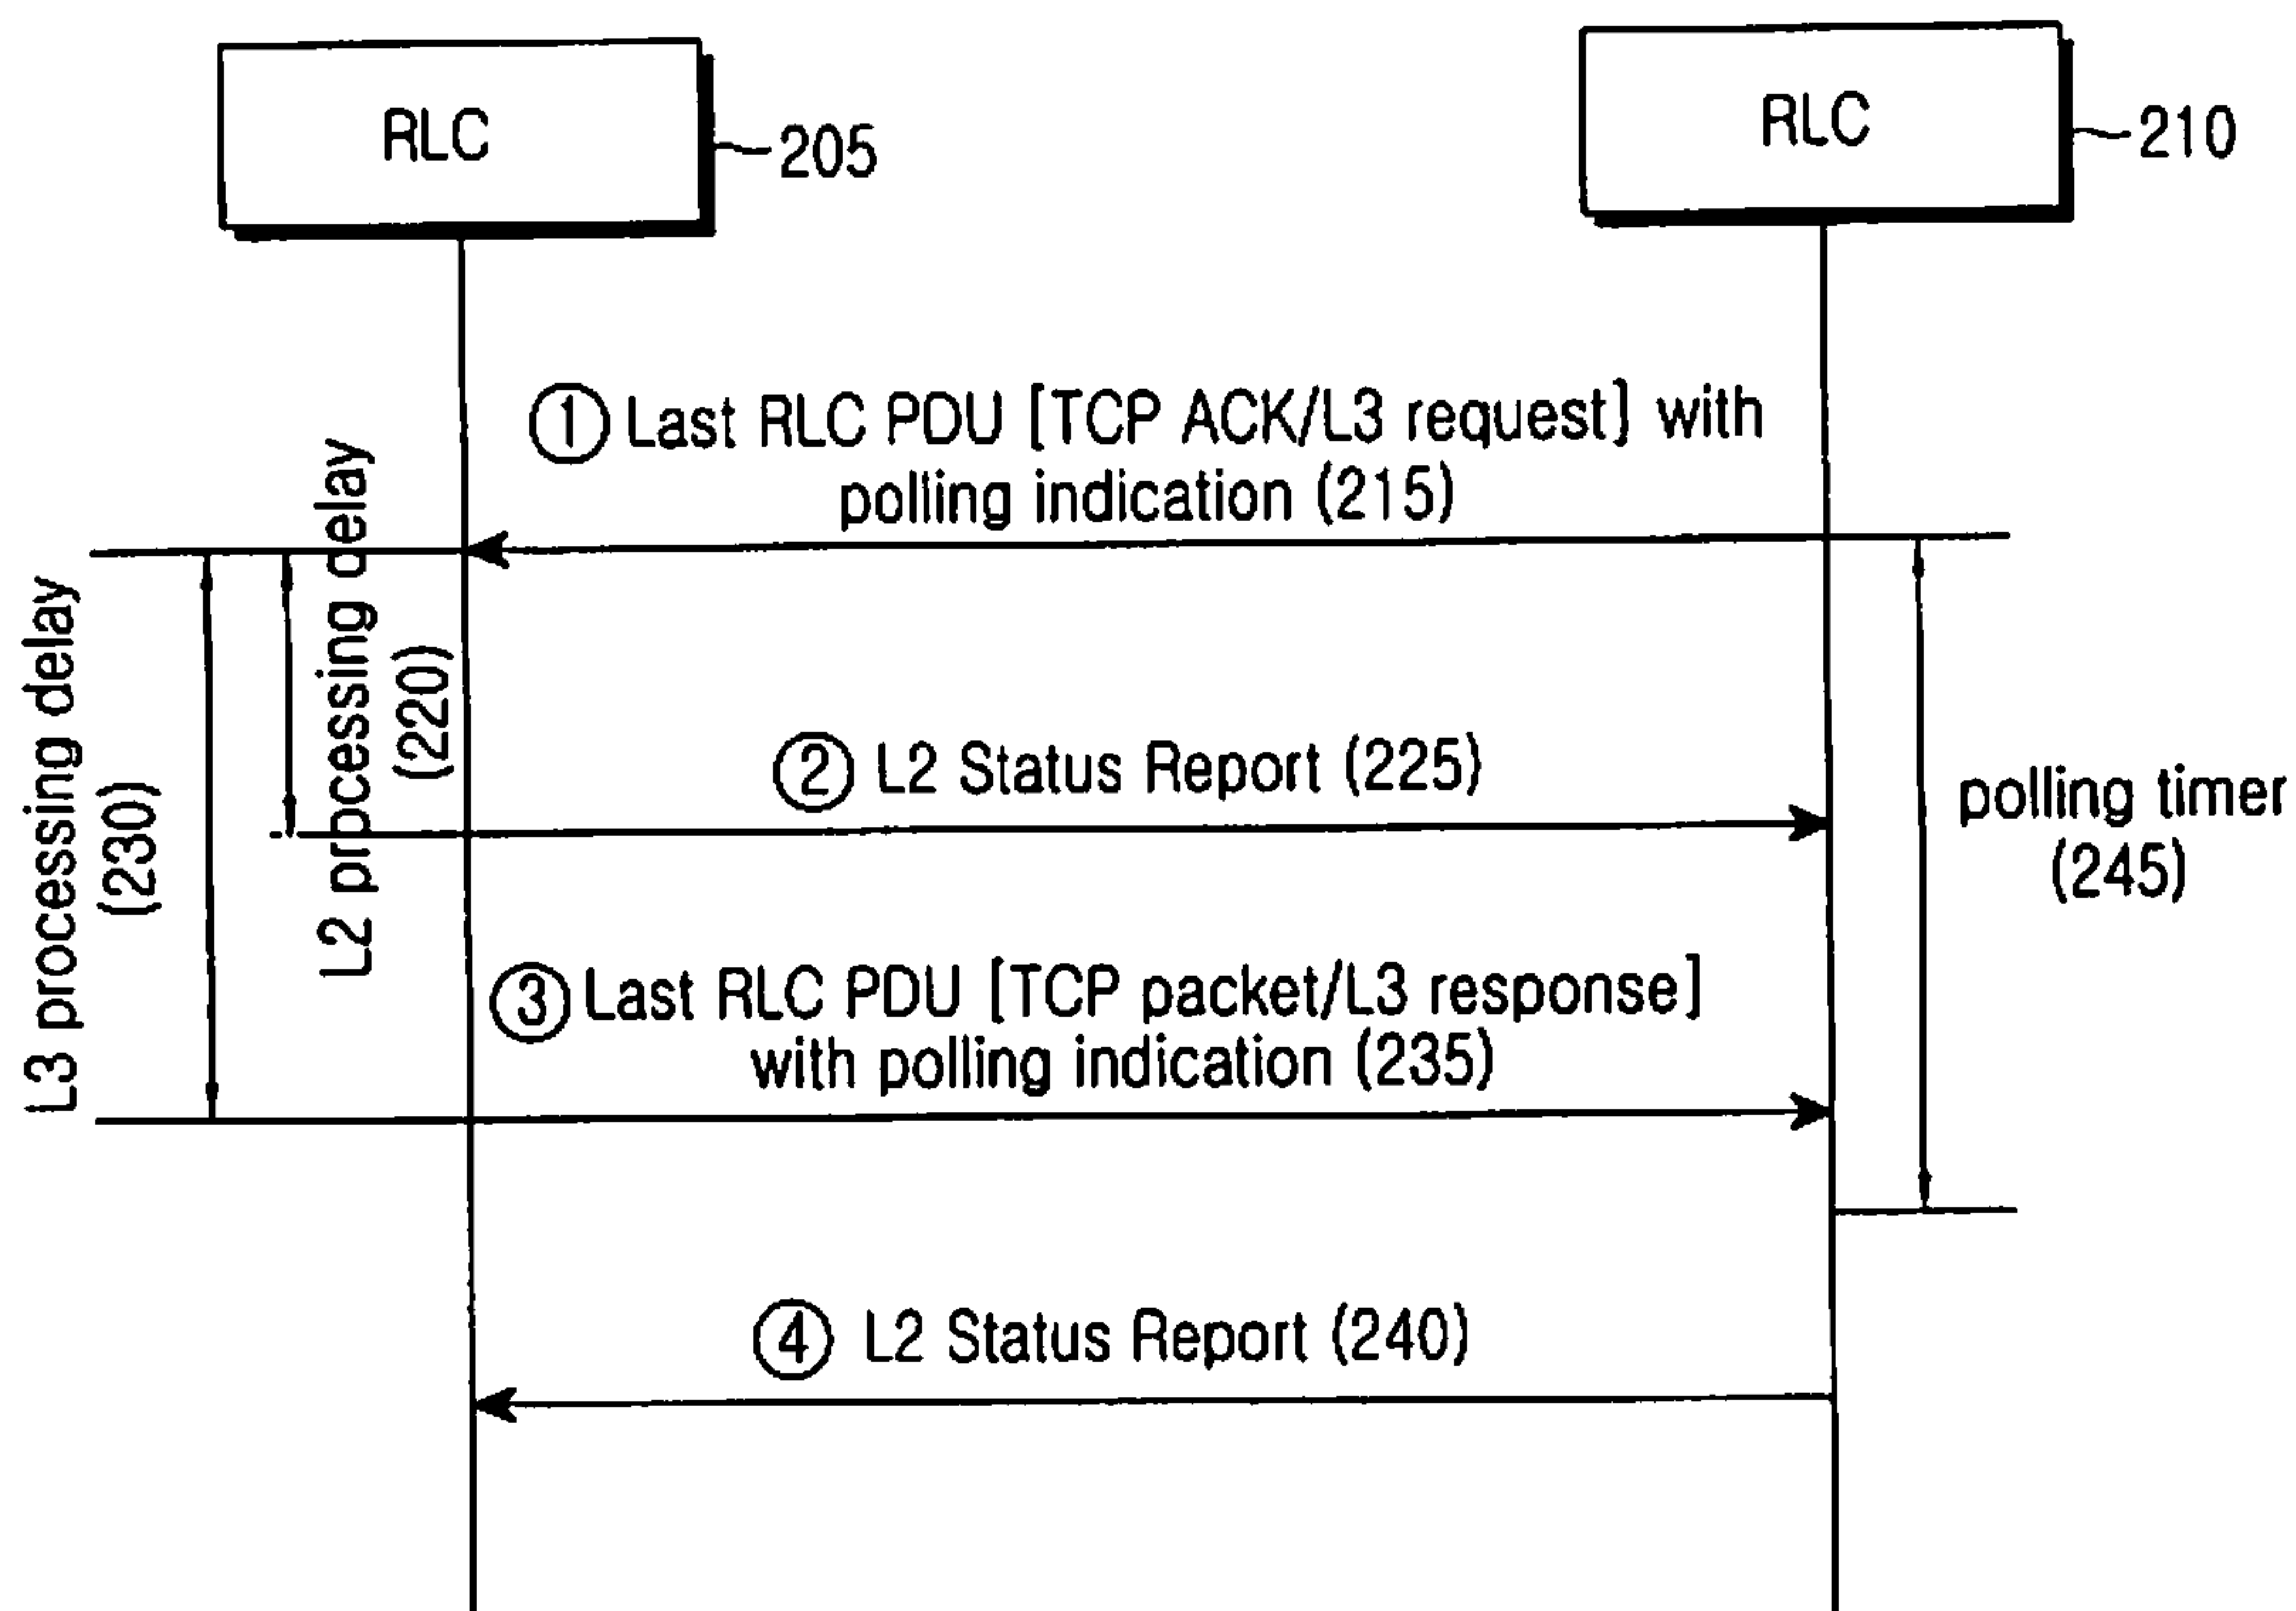 RLC
205
RLC
210
① Last RLC PDU [TCP ACK/L3 request] with
polling indication (215)
L2 processing delay
(220)
L3 processing delay
(230)
② L2 Status Report (225)
polling timer
(245)
③ Last RLC PDU [TCP packet/L3 response]
with polling indication (235)
④ L2 Status Report (240)